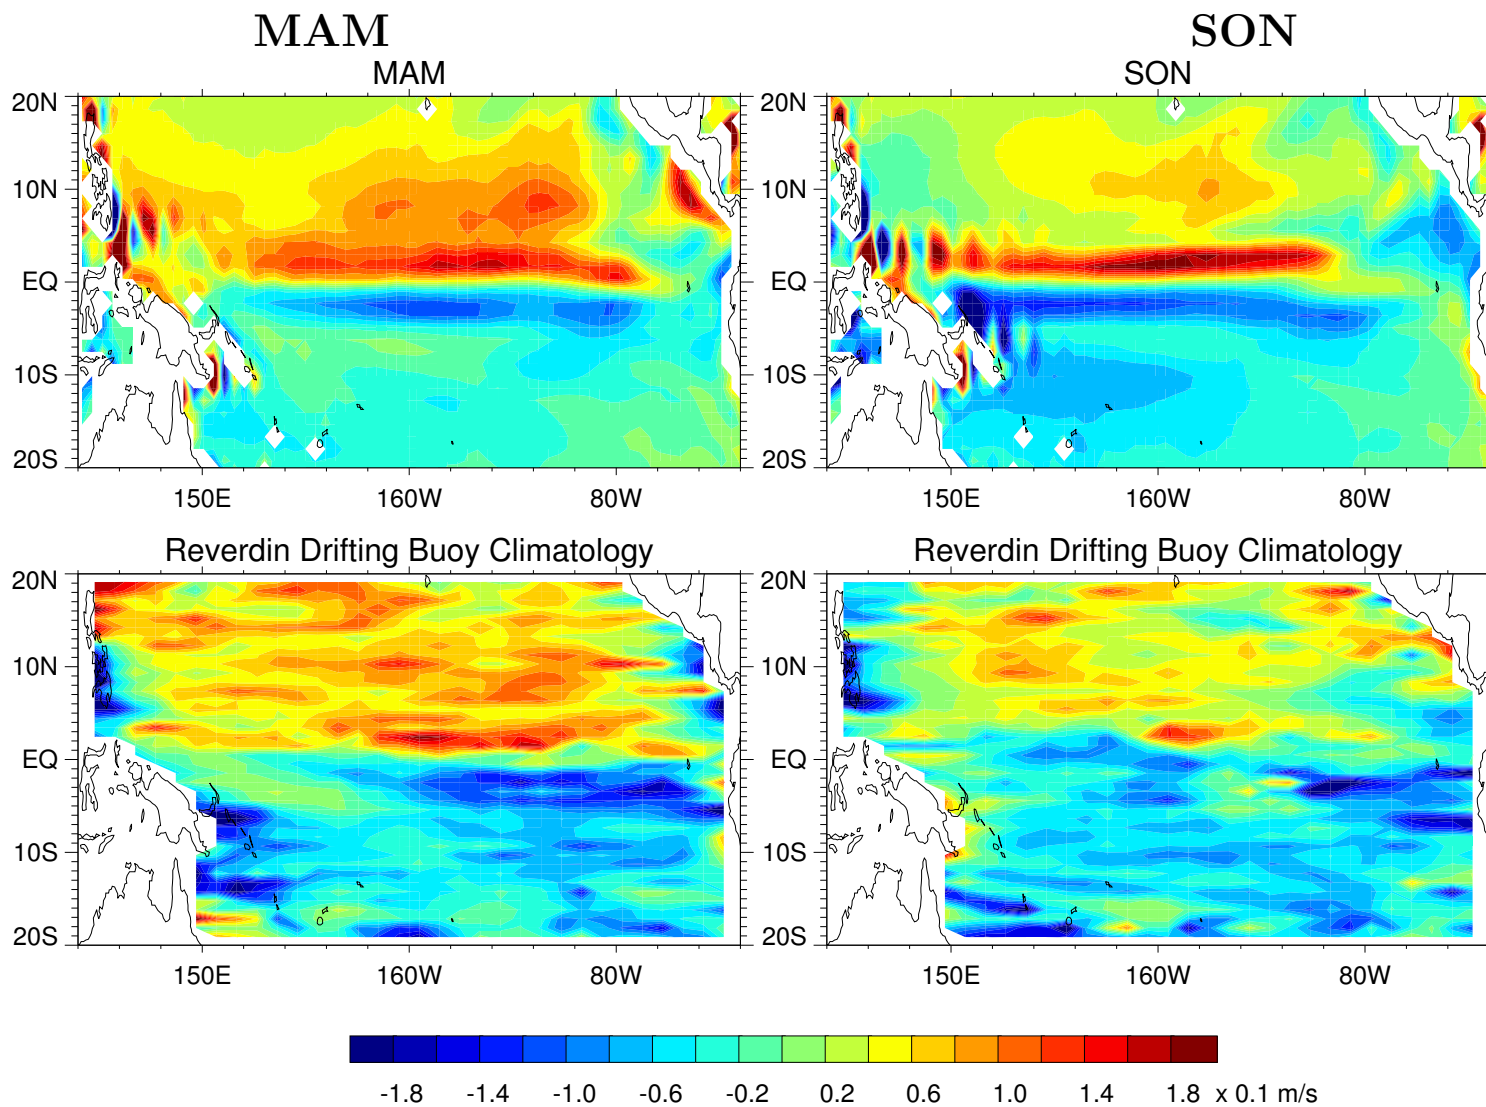 MAM SON
MAM SON
20N 20N
10N 10N
EQ EQ
10S 10S
20S 20S
150E 160W 80W 150E 160W 80W
Reverdin Drifting Buoy Climatology Reverdin Drifting Buoy Climatology
20N 20N
10N 10N
EQ EQ
10S 10S
20S 20S
150E 160W 80W 150E 160W 80W
-1.8 -1.4 -1.0 -0.6 -0.2 0.2 0.6 1.0 1.4 1.8 x 0.1 m/s